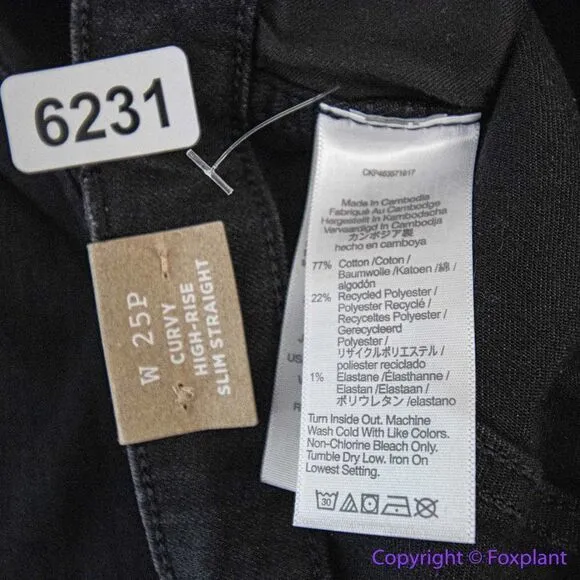 6231
W 25P
CURVY
HIGH-RISE
SLIM STRAIGHT
CKP463571617
Made In Cambodia
Fabriqué Au Cambodge
Hergestellt In Kambodscha
Vervaardigd In Cambodja
カンボジア製
hecho en camboya
77% Cotton /Coton /
Baumwolle /Katoen /綿 /
algodón
22% Recycled Polyester /
Polyester Recyclé /
Recyceltes Polyester /
Gerecycleerd
Polyester /
リサイクルポリエステル /
poliester reciclado
1% Elastane /Élasthanne /
Elastan /Elastaan /
ポリウレタン /elastano
Turn Inside Out. Machine
Wash Cold With Like Colors.
Non-Chlorine Bleach Only.
Tumble Dry Low. Iron On
Lowest Setting.
30
Copyright © Foxplant